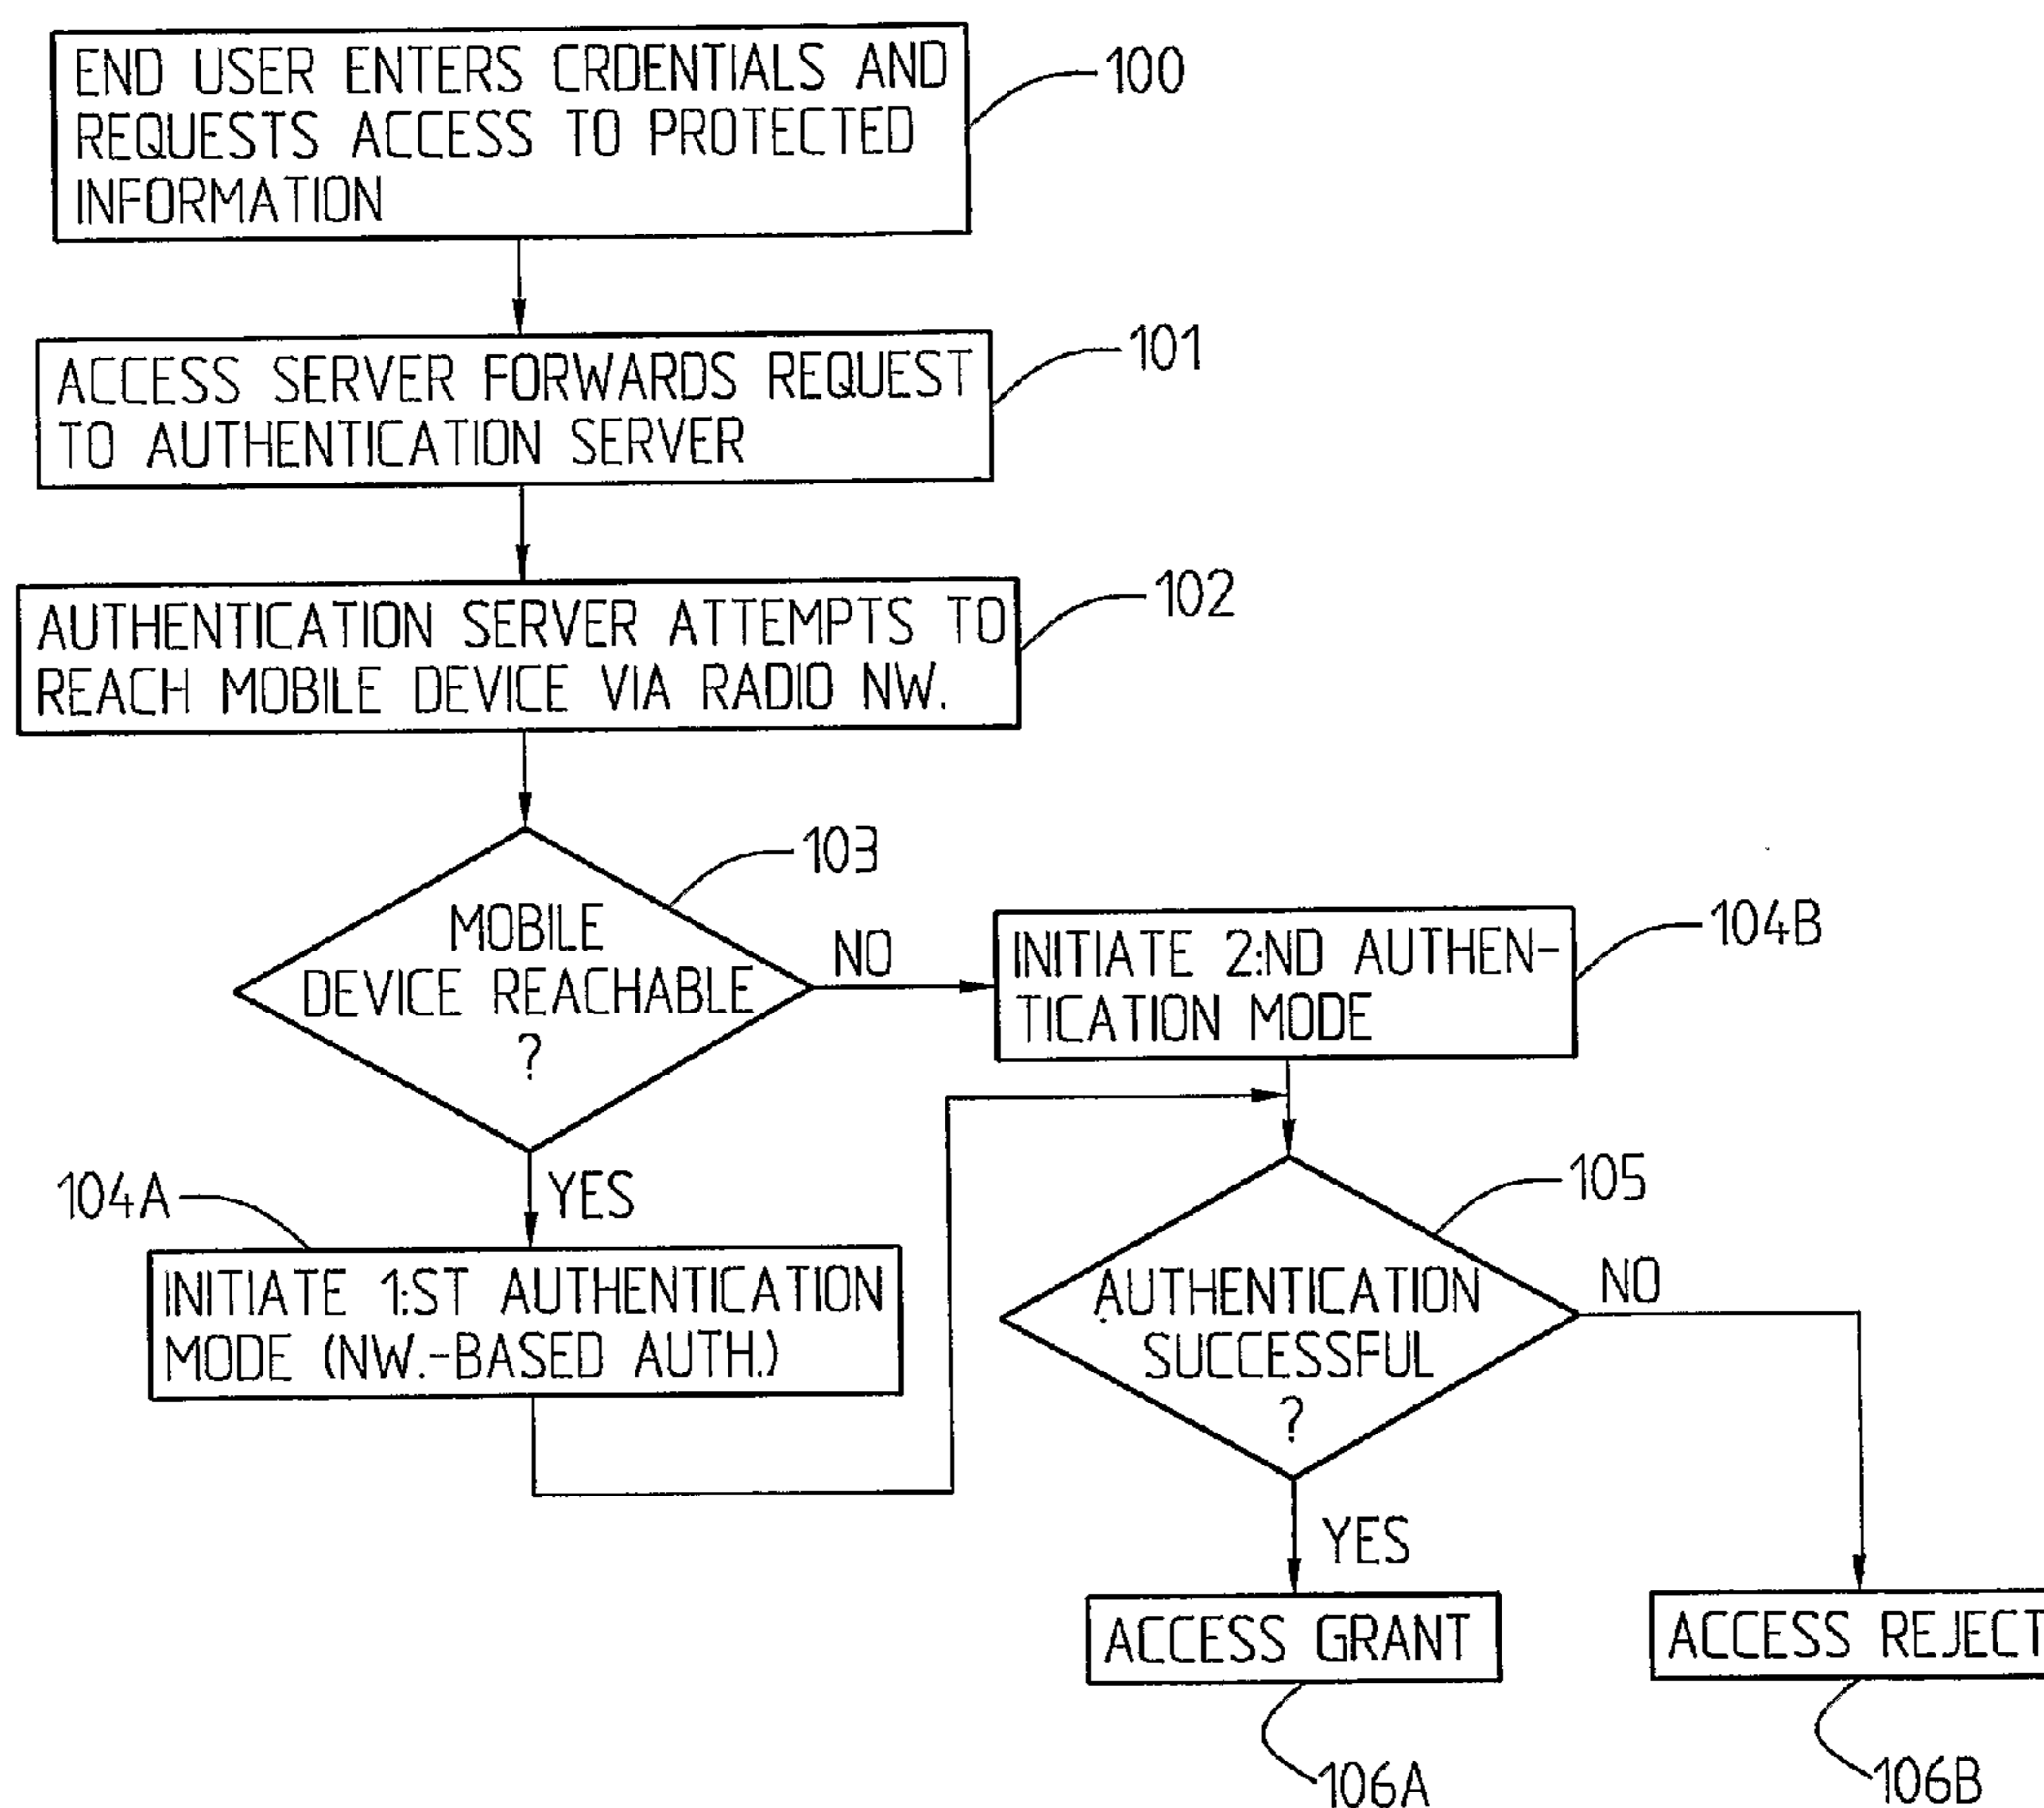 END USER ENTERS CRDENTIALS AND
REQUESTS ACCESS TO PROTECTED
INFORMATION
100
ACCESS SERVER FORWARDS REQUEST
TO AUTHENTICATION SERVER
101
AUTHENTICATION SERVER ATTEMPTS TO
REACH MOBILE DEVICE VIA RADIO NW.
102
MOBILE
DEVICE REACHABLE
?
103
NO
INITIATE 2:ND AUTHEN-
TICATION MODE
104B
YES
104A
INITIATE 1:ST AUTHENTICATION
MODE (NW.-BASED AUTH.)
AUTHENTICATION
SUCCESSFUL
?
105
NO
YES
ACCESS GRANT
106A
ACCESS REJECT
106B